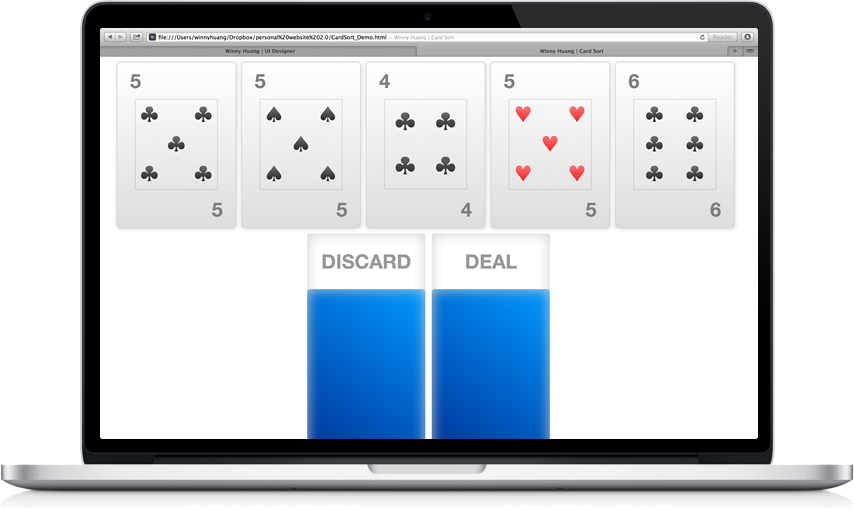 file:///Users/winnyhuang/Dropbox/personal%20website%202.0/CardSort_Demo.html — Winny Huang | Card Sort
Reader
Winny Huang | UI Designer
Winny Huang | Card Sort
5 5 4 5 6
5 5 4 5 6
DISCARD DEAL